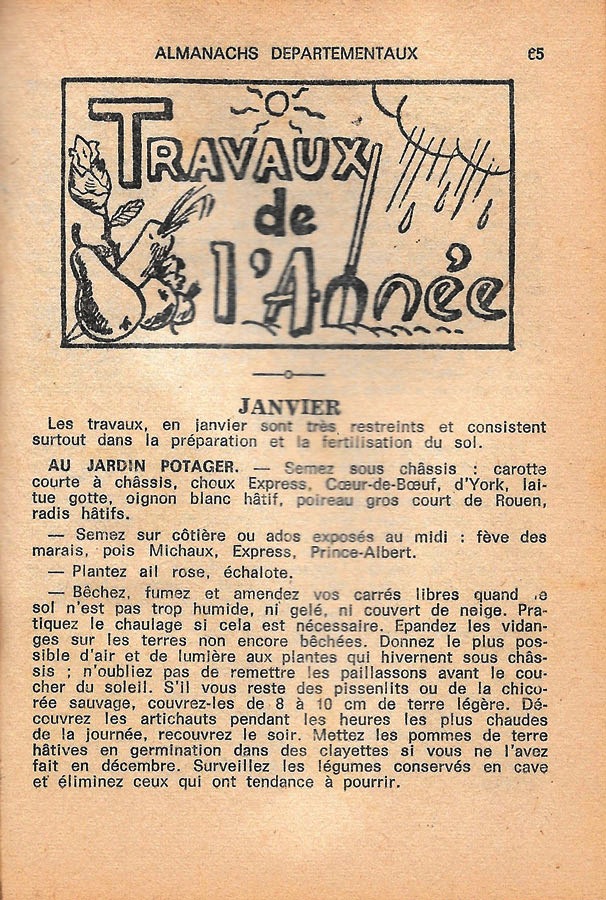 ALMANACHS DEPARTEMENTAUX 65
TRAVAUX
de
l'Année
JANVIER
Les travaux, en janvier sont très restreints et consistent
surtout dans la préparation et la fertilisation du sol.
AU JARDIN POTAGER. — Semez sous châssis : carotte
courte à châssis, choux Express, Cœur-de-Bœuf, d'York, lai-
tue gotte, oignon blanc hâtif, poireau gros court de Rouen,
radis hâtifs.
— Semez sur côtière ou ados exposés au midi : fève des
marais, pois Michaux, Express, Prince-Albert.
— Plantez ail rose, échalote.
— Bêchez, fumez et amendez vos carrés libres quand le
sol n'est pas trop humide, ni gelé, ni couvert de neige. Pra-
tiquez le chaulage si cela est nécessaire. Epandez les vidan-
ges sur les terres non encore bêchées. Donnez le plus pos-
sible d'air et de lumière aux plantes qui hivernent sous châs-
sis ; n'oubliez pas de remettre les paillassons avant le cou-
cher du soleil. S'il vous reste des pissenlits ou de la chico-
rée sauvage, couvrez-les de 8 à 10 cm de terre légère. Dé-
couvrez les artichauts pendant les heures les plus chaudes
de la journée, recouvrez le soir. Mettez les pommes de terre
hâtives en germination dans des clayettes si vous ne l'avez
fait en décembre. Surveillez les légumes conservés en cave
et éliminez ceux qui ont tendance à pourrir.